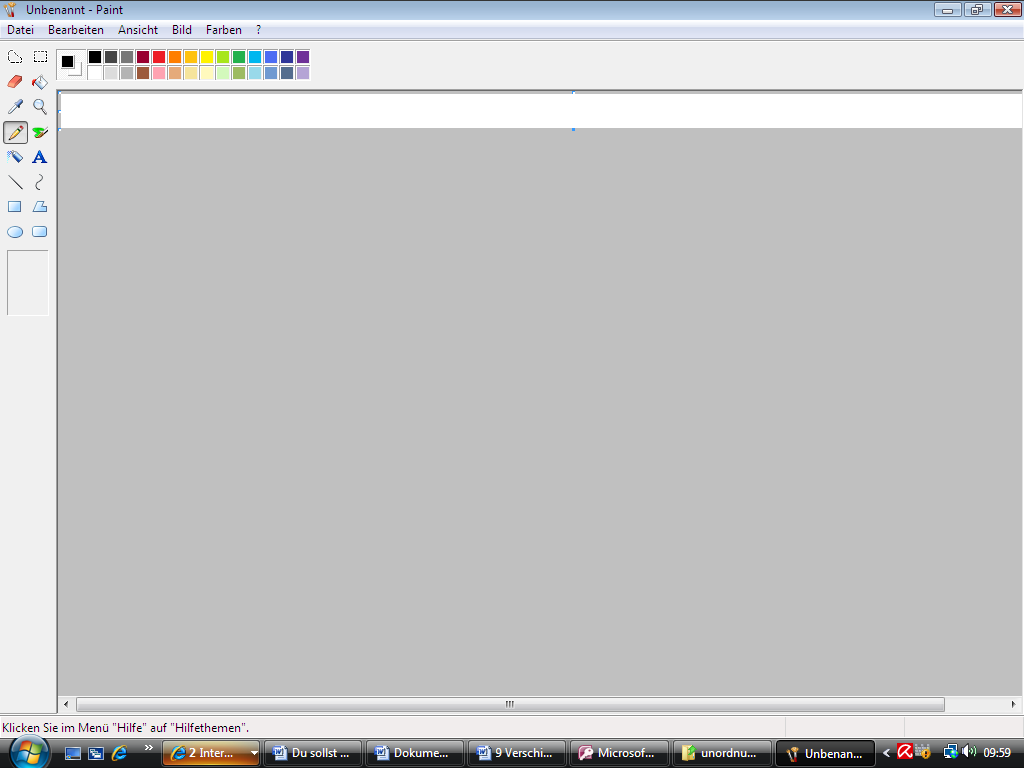 Unbenannt - Paint
Datei Bearbeiten Ansicht Bild Farben ?
Klicken Sie im Menü "Hilfe" auf "Hilfethemen".
2 Inter... Du sollst ... Dokume... 9 Verschi... Microsof... unordnu... Unbenan... 09:59